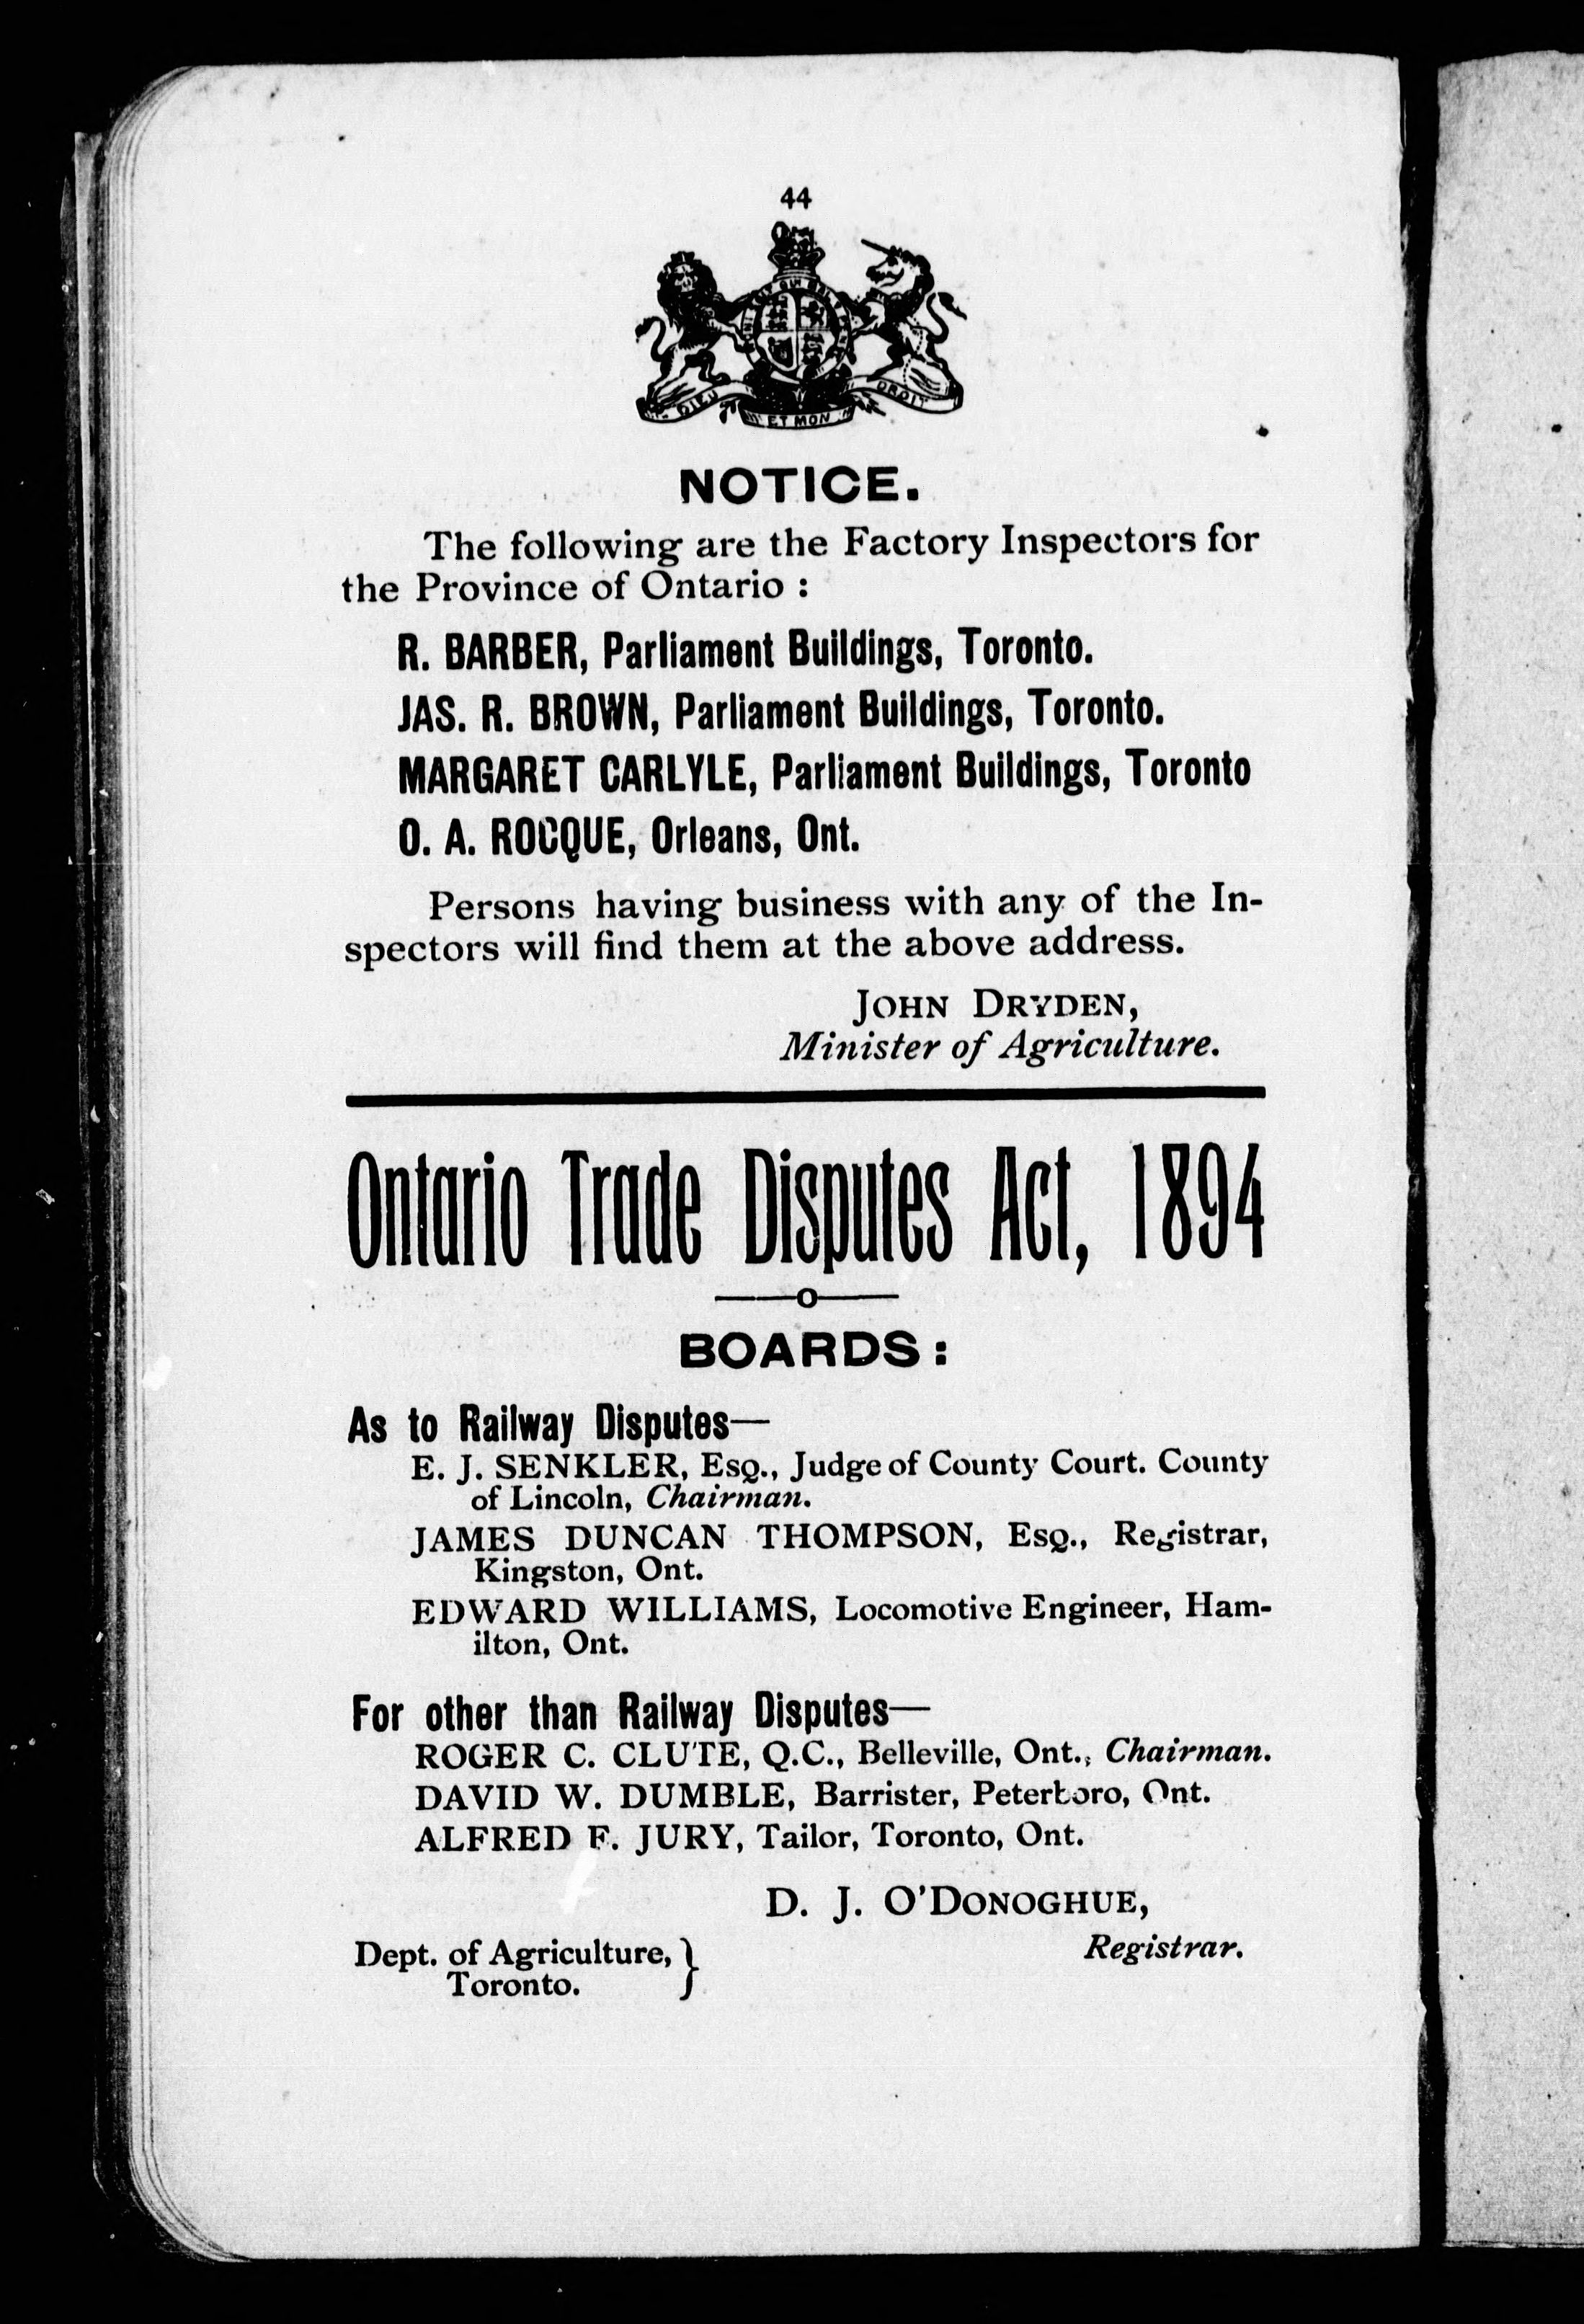 44
DIEU ET MON DROIT
NOTICE.
The following are the Factory Inspectors for
the Province of Ontario :
R. BARBER, Parliament Buildings, Toronto.
JAS. R. BROWN, Parliament Buildings, Toronto.
MARGARET CARLYLE, Parliament Buildings, Toronto
O. A. ROCQUE, Orleans, Ont.
Persons having business with any of the In-
spectors will find them at the above address.
JOHN DRYDEN,
Minister of Agriculture.
Ontario Trade Disputes Act, 1894
BOARDS :
As to Railway Disputes—
E. J. SENKLER, ESQ., Judge of County Court. County
of Lincoln, Chairman.
JAMES DUNCAN THOMPSON, ESQ., Registrar,
Kingston, Ont.
EDWARD WILLIAMS, Locomotive Engineer, Ham-
ilton, Ont.
For other than Railway Disputes—
ROGER C. CLUTE, Q.C., Belleville, Ont., Chairman.
DAVID W. DUMBLE, Barrister, Peterboro, Ont.
ALFRED F. JURY, Tailor, Toronto, Ont.
D. J. O'DONOGHUE,
Registrar.
Dept. of Agriculture, }
Toronto.